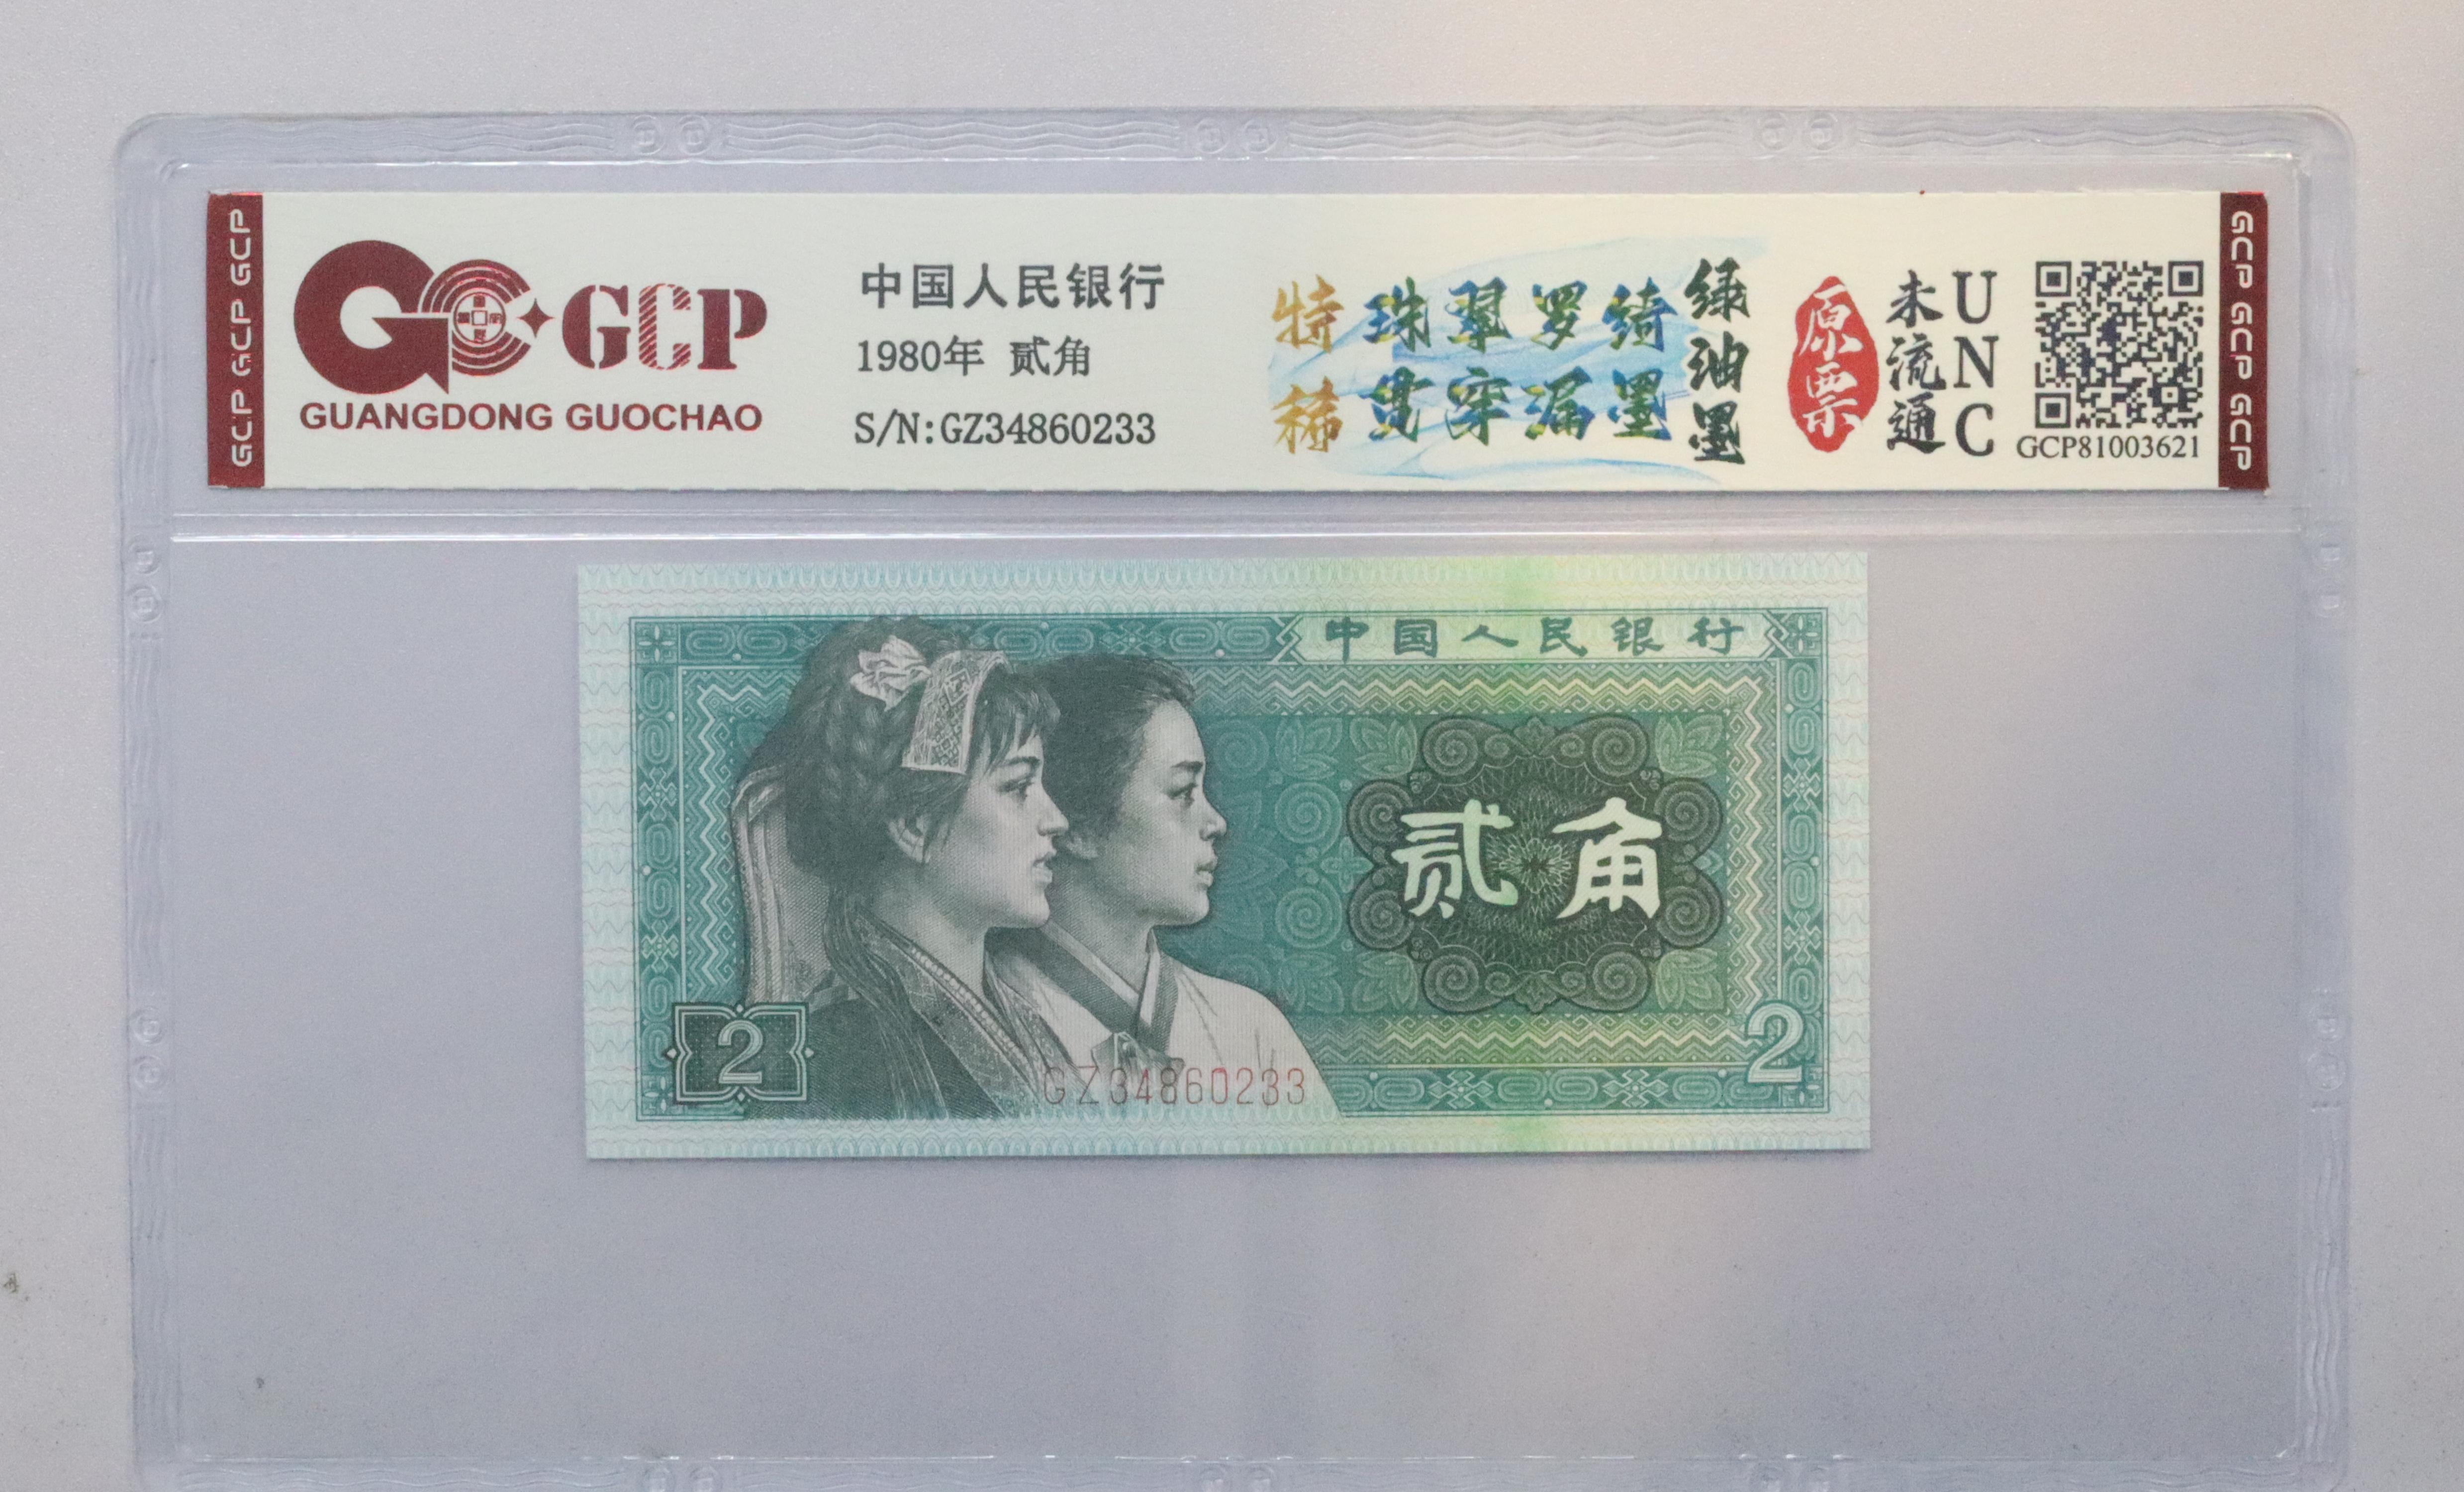 GCP GCP GCP
GCP
GUANGDONG GUOCHAO
中国人民银行
1980年 贰角
S/N:GZ34860233
特稀
珠翠罗绮
贯穿漏墨
绿油墨
原票
未流通
UNC
GCP81003621
GCP GCP GCP
中国人民银行
贰角
2
GZ34860233
2